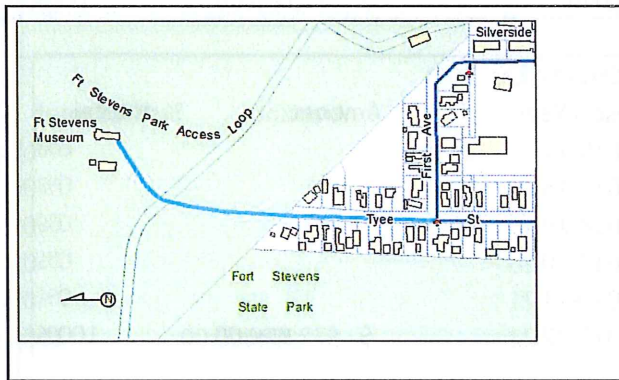 Silverside
Ft Stevens Park Access Loop
Ft Stevens
Museum
First Ave
Tyee St
Fort Stevens
State Park
N